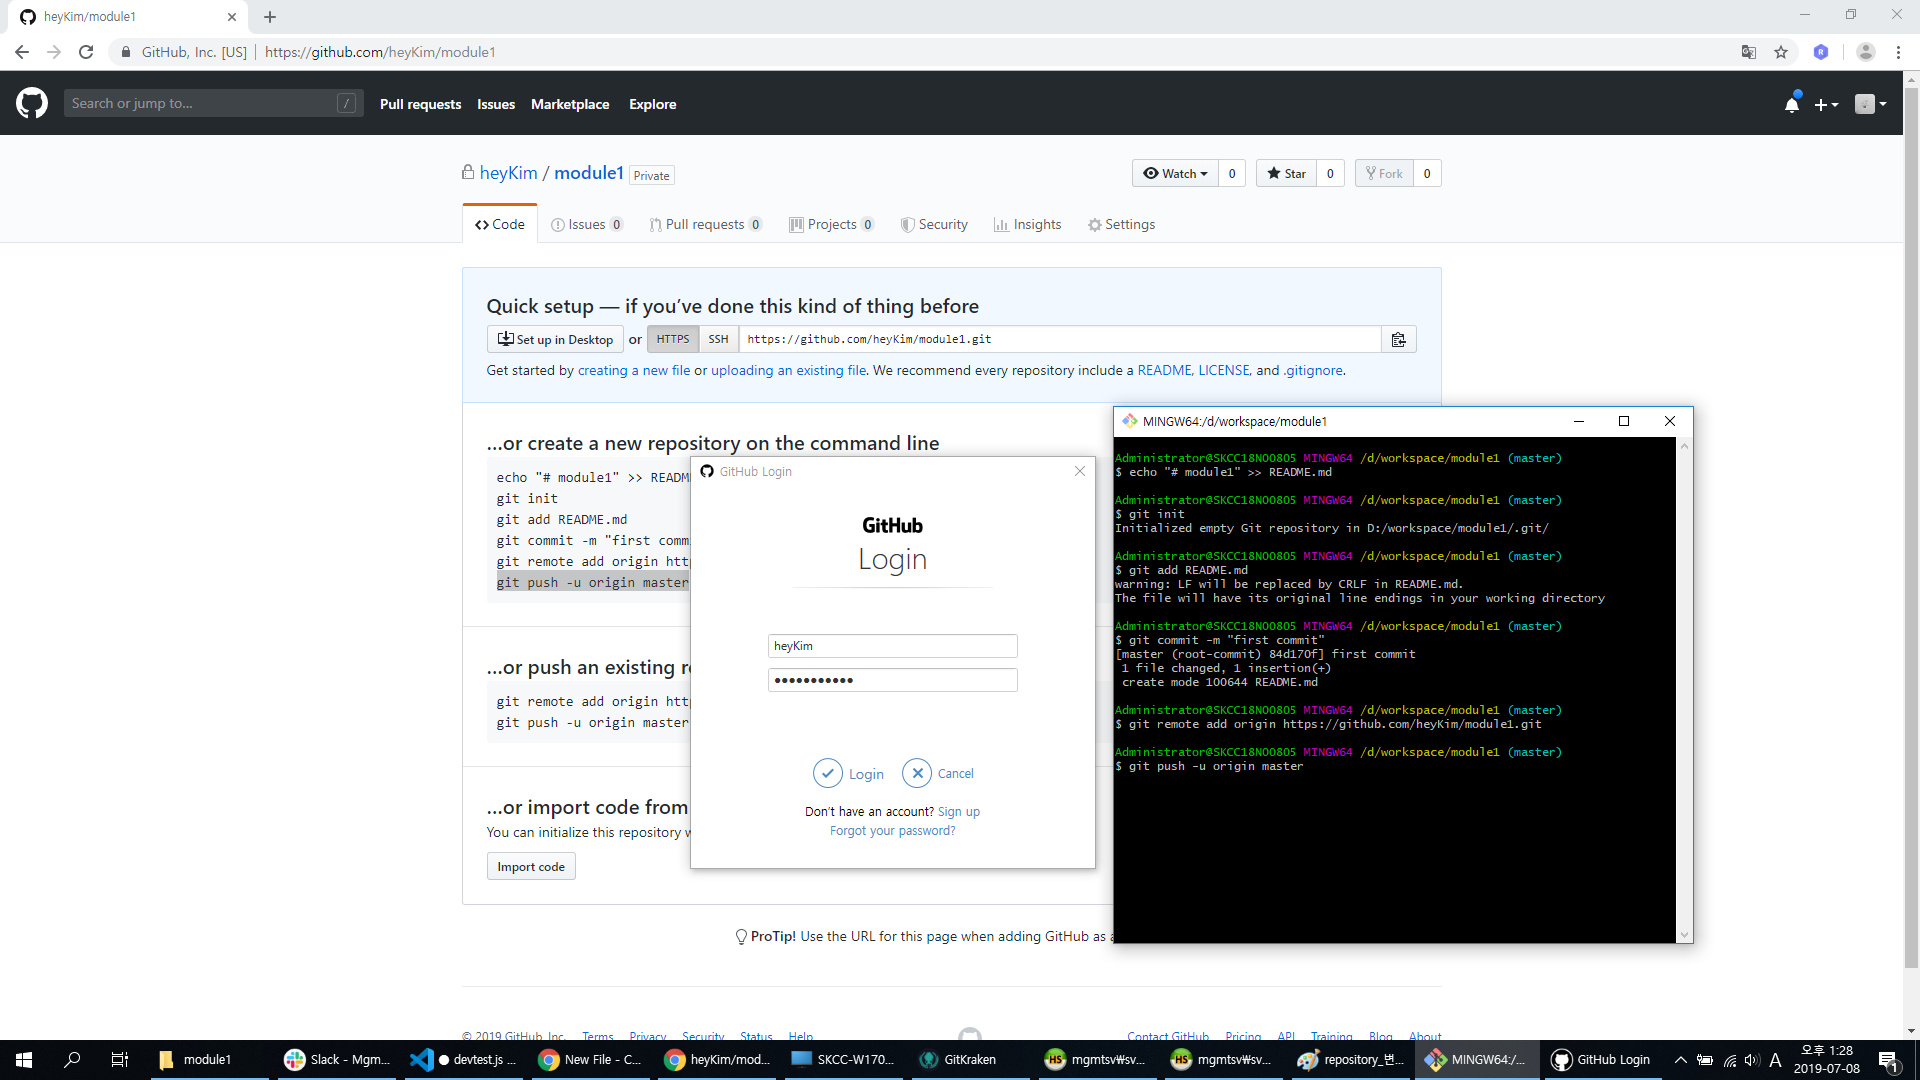 heyKim/module1
GitHub, Inc. [US] https://github.com/heyKim/module1
Search or jump to... /
Pull requests Issues Marketplace Explore
heyKim / module1 Private
Watch 0 Star 0 Fork 0
Code Issues 0 Pull requests 0 Projects 0 Security Insights Settings
Quick setup — if you've done this kind of thing before
Set up in Desktop or HTTPS SSH https://github.com/heyKim/module1.git
Get started by creating a new file or uploading an existing file. We recommend every repository include a README, LICENSE, and .gitignore.
...or create a new repository on the command line
echo "# module1" >> README
git init
git add README.md
git commit -m "first comm
git remote add origin htt
git push -u origin master
...or push an existing re
git remote add origin htt
git push -u origin master
...or import code from
You can initialize this repository w
Import code
ProTip! Use the URL for this page when adding GitHub as a
© 2019 GitHub, Inc. Terms Privacy Security Status Help
Contact GitHub Pricing API Training Blog About
GitHub Login
GitHub
Login
heyKim
●●●●●●●●●●●
Login Cancel
Don't have an account? Sign up
Forgot your password?
MINGW64:/d/workspace/module1
Administrator@SKCC18N00805 MINGW64 /d/workspace/module1 (master)
$ echo "# module1" >> README.md
Administrator@SKCC18N00805 MINGW64 /d/workspace/module1 (master)
$ git init
Initialized empty Git repository in D:/workspace/module1/.git/
Administrator@SKCC18N00805 MINGW64 /d/workspace/module1 (master)
$ git add README.md
warning: LF will be replaced by CRLF in README.md.
The file will have its original line endings in your working directory
Administrator@SKCC18N00805 MINGW64 /d/workspace/module1 (master)
$ git commit -m "first commit"
[master (root-commit) 84d170f] first commit
1 file changed, 1 insertion(+)
create mode 100644 README.md
Administrator@SKCC18N00805 MINGW64 /d/workspace/module1 (master)
$ git remote add origin https://github.com/heyKim/module1.git
Administrator@SKCC18N00805 MINGW64 /d/workspace/module1 (master)
$ git push -u origin master
module1 Slack - Mgm... ● devtest.js ... New File - C... heyKim/mod... SKCC-W170... GitKraken HS mgmtsv₩sv... HS mgmtsv₩sv... repository_변... MINGW64:/... GitHub Login A 오후 1:28
2019-07-08
1